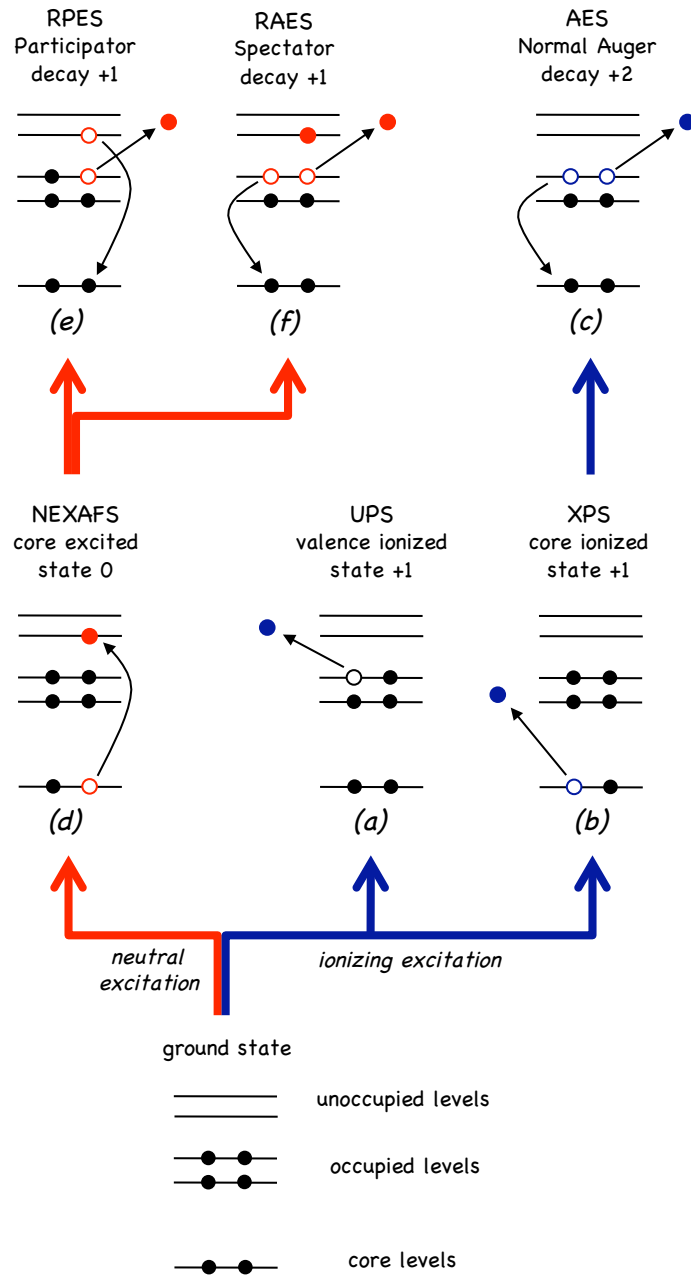 RPES
Participator
decay +1
RAES
Spectator
decay +1
AES
Normal Auger
decay +2
(e)
(f)
(c)
NEXAFS
core excited
state 0
UPS
valence ionized
state +1
XPS
core ionized
state +1
(d)
(a)
(b)
neutral
excitation
ionizing excitation
ground state
unoccupied levels
occupied levels
core levels